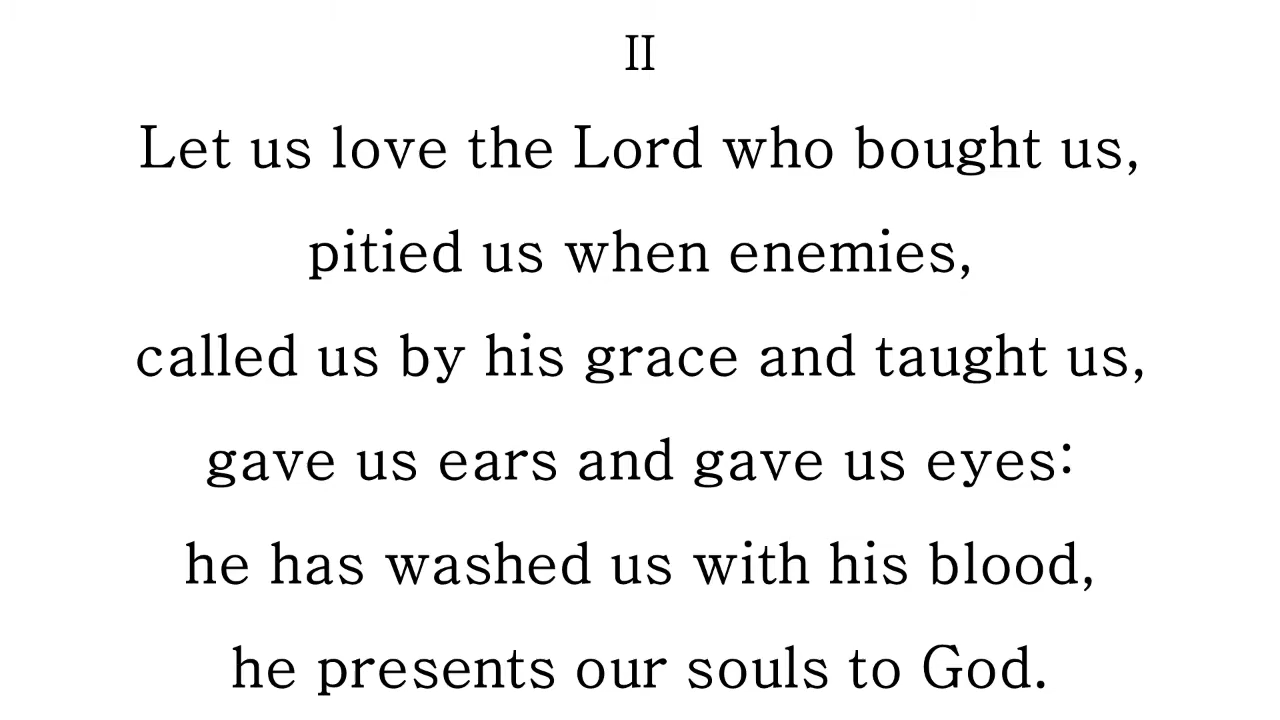 II
Let us love the Lord who bought us,
pitied us when enemies,
called us by his grace and taught us,
gave us ears and gave us eyes:
he has washed us with his blood,
he presents our souls to God.